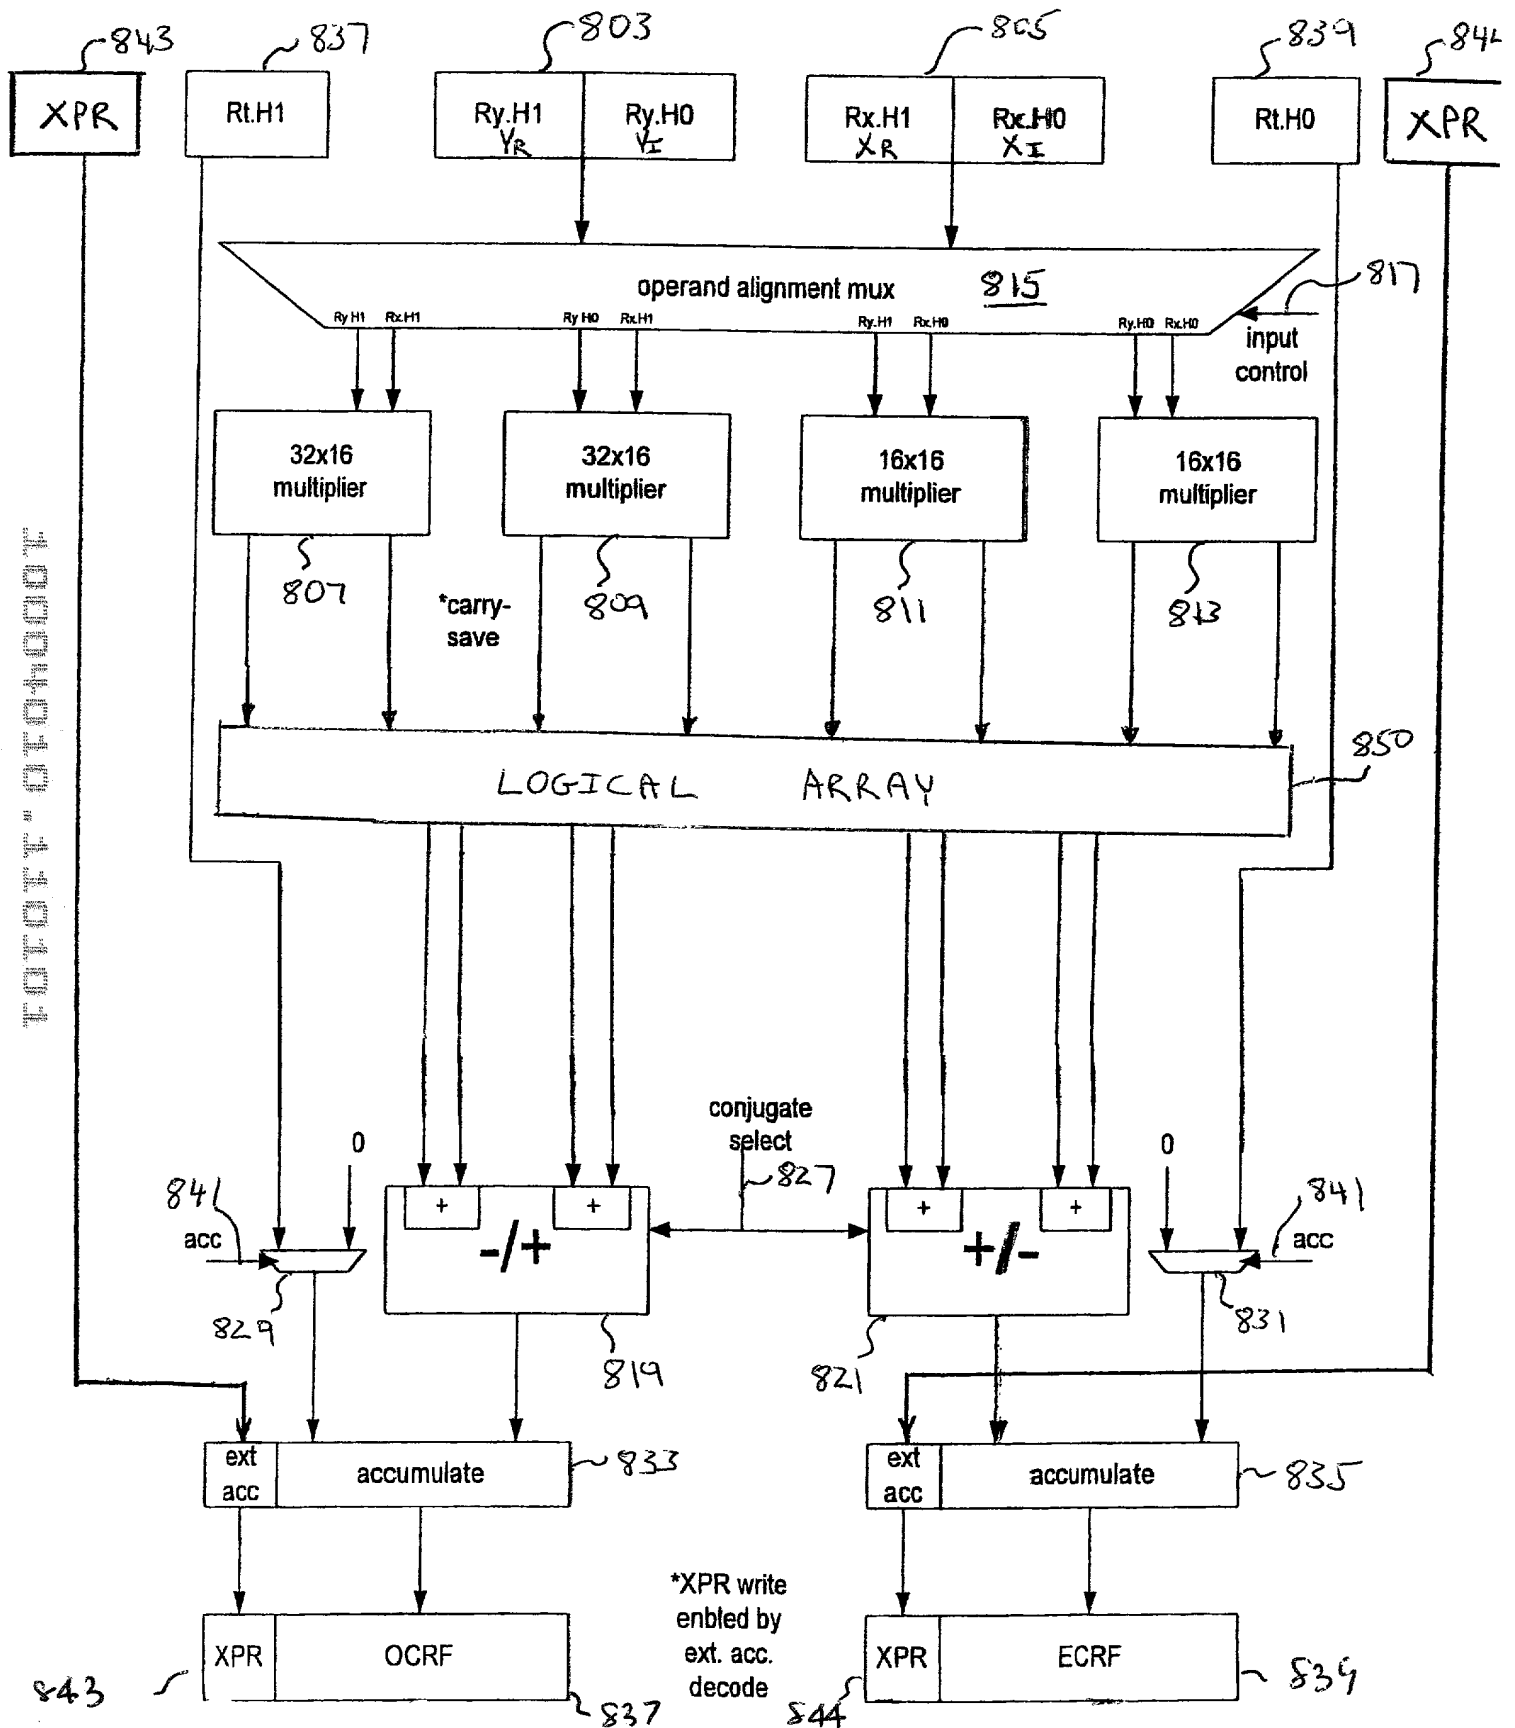 843
837
803
805
839
84
XPR
Rt.H1
Ry.H1
YR
Ry.H0
YI
Rx.H1
XR
Rx.H0
XI
Rt.H0
XPR
operand alignment mux 815
817
Ry.H1 Rx.H1 Ry.H0 Rx.H1 Ry.H1 Rx.H0 Ry.H0 Rx.H0
input
control
32x16
multiplier
32x16
multiplier
16x16
multiplier
16x16
multiplier
807
*carry-
save
809
811
813
LOGICAL ARRAY
850
conjugate
select
827
0
0
841
acc
+ +
-/+
+ +
+/-
841
acc
829
819
821
831
ext
acc
accumulate
833
ext
acc
accumulate
835
*XPR write
enbled by
ext. acc.
decode
XPR
OCRF
XPR
ECRF
843
837
844
839